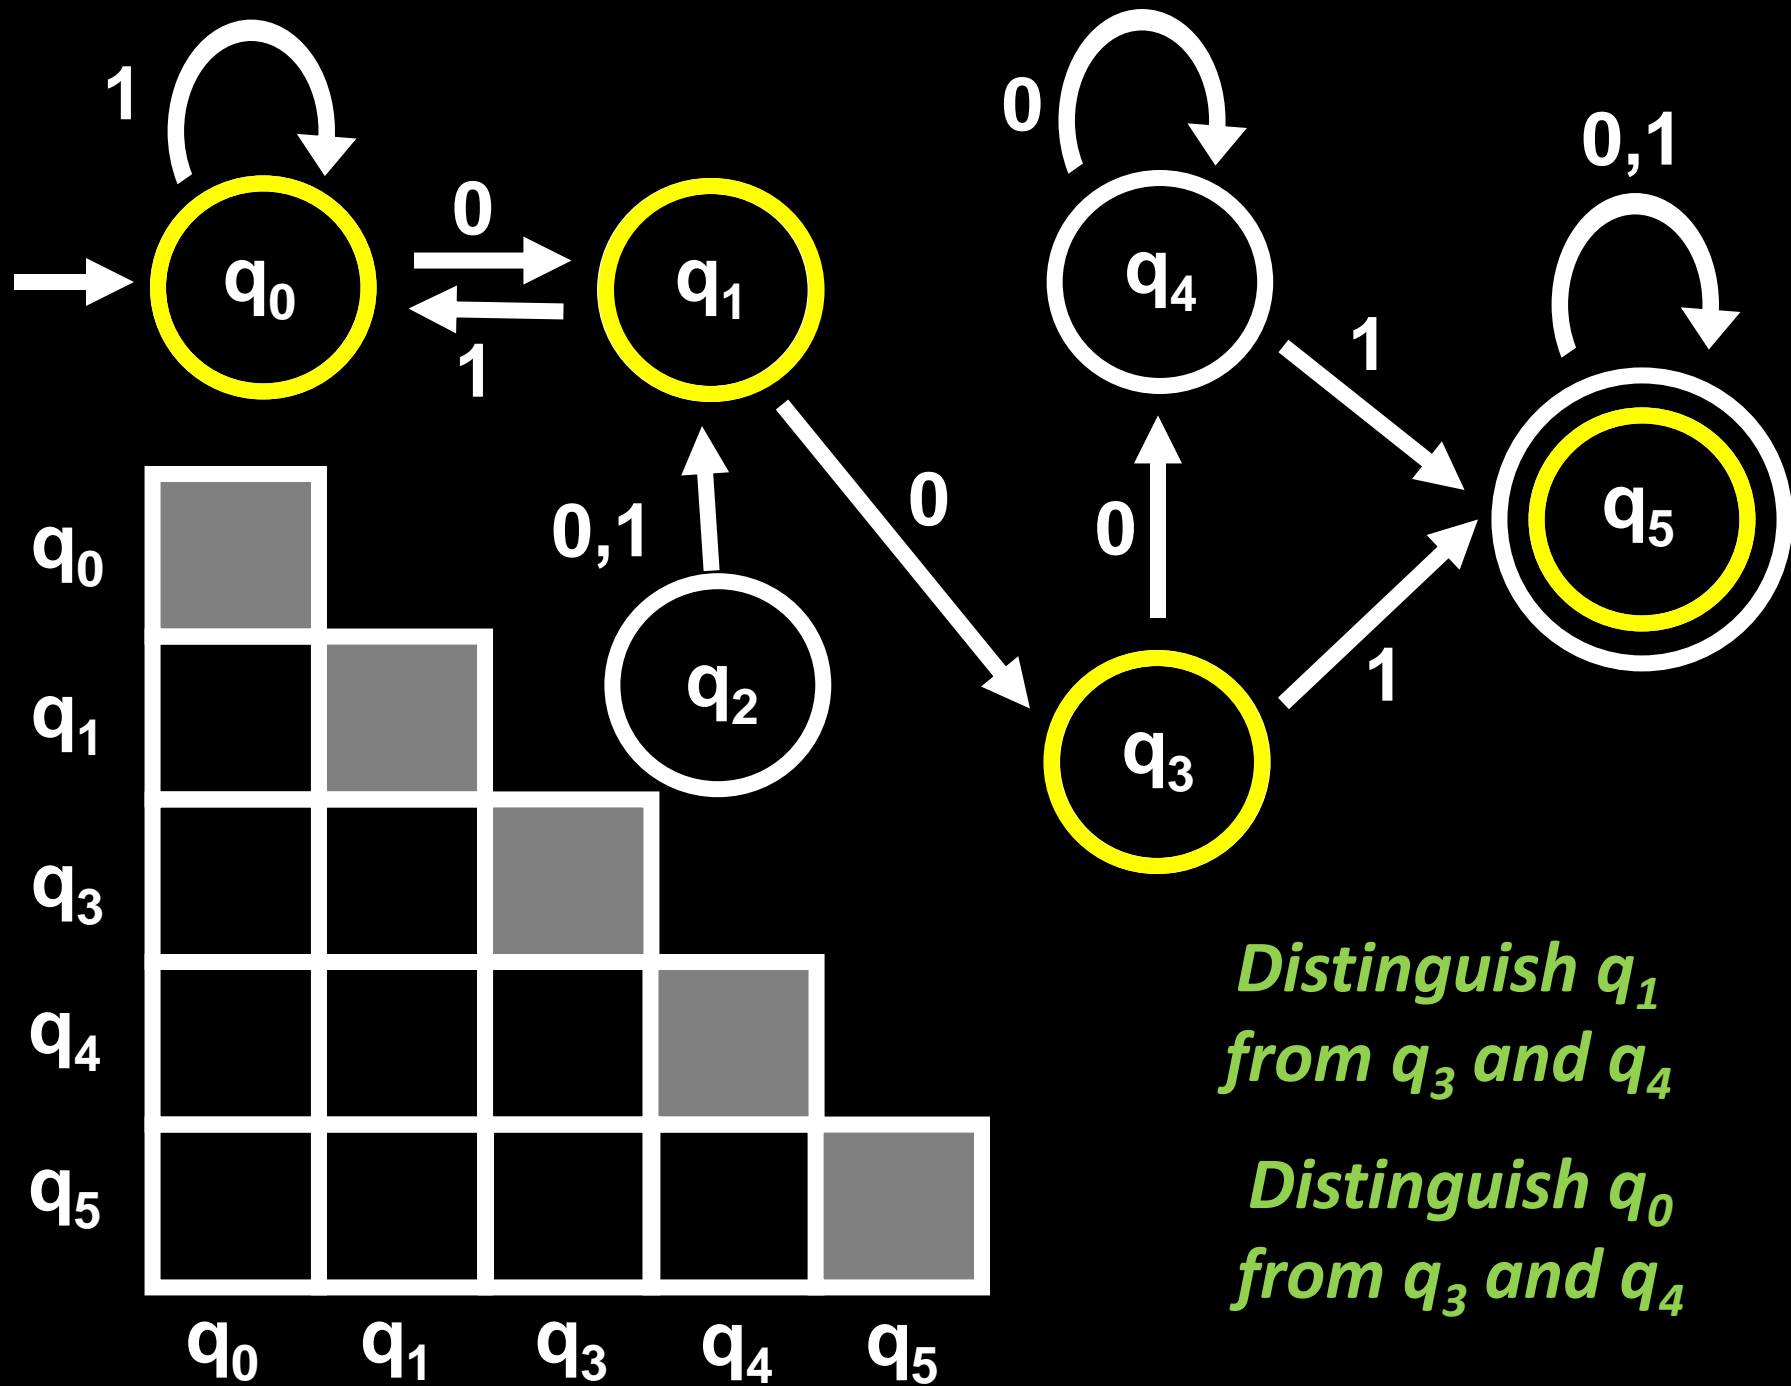 1
0
0,1
q0
0
1
q1
q4
1
q5
0,1
0
0
q2
q3
1
q0
q1
q3
q4
q5
q0 q1 q3 q4 q5
Distinguish q1
from q3 and q4
Distinguish q0
from q3 and q4